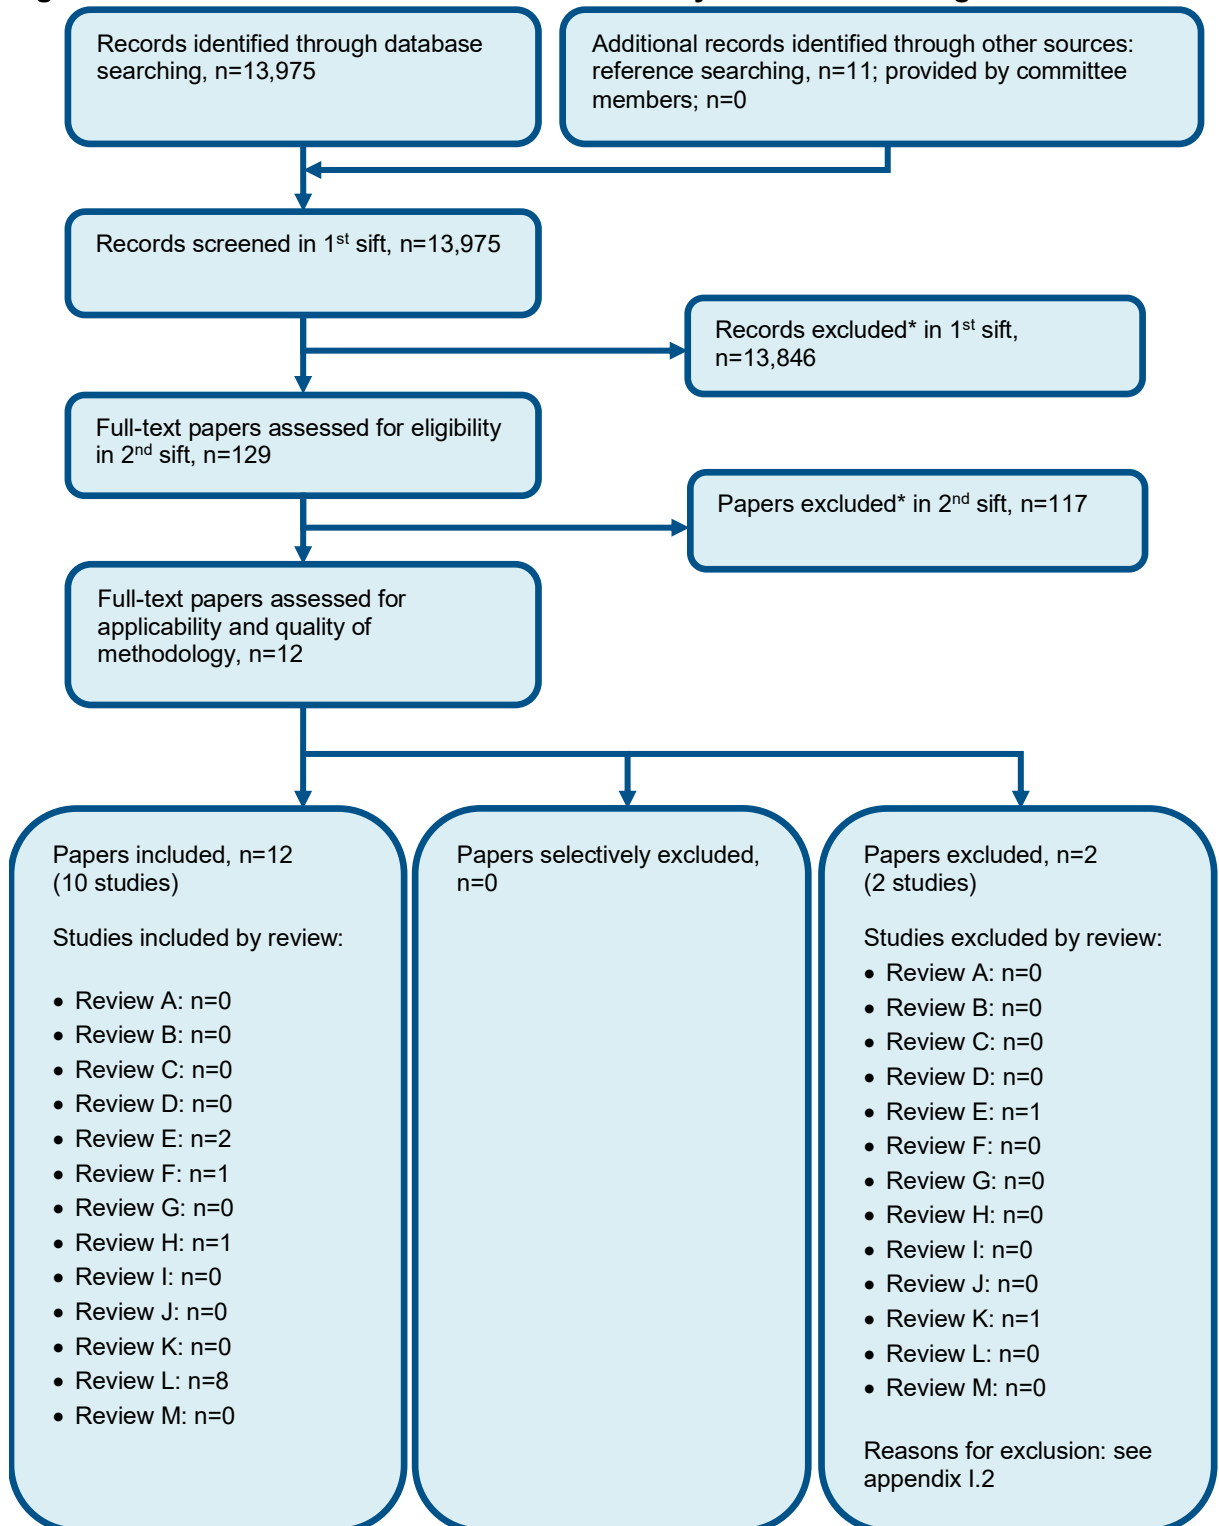 Records identified through database
searching, n=13,975
Additional records identified through other sources:
reference searching, n=11; provided by committee
members; n=0
Records screened in 1st sift, n=13,975
Records excluded* in 1st sift,
n=13,846
Full-text papers assessed for eligibility
in 2nd sift, n=129
Papers excluded* in 2nd sift, n=117
Full-text papers assessed for
applicability and quality of
methodology, n=12
Papers included, n=12
(10 studies)
Studies included by review:
• Review A: n=0
• Review B: n=0
• Review C: n=0
• Review D: n=0
• Review E: n=2
• Review F: n=1
• Review G: n=0
• Review H: n=1
• Review I: n=0
• Review J: n=0
• Review K: n=0
• Review L: n=8
• Review M: n=0
Papers selectively excluded,
n=0
Papers excluded, n=2
(2 studies)
Studies excluded by review:
• Review A: n=0
• Review B: n=0
• Review C: n=0
• Review D: n=0
• Review E: n=1
• Review F: n=0
• Review G: n=0
• Review H: n=0
• Review I: n=0
• Review J: n=0
• Review K: n=1
• Review L: n=0
• Review M: n=0
Reasons for exclusion: see
appendix I.2